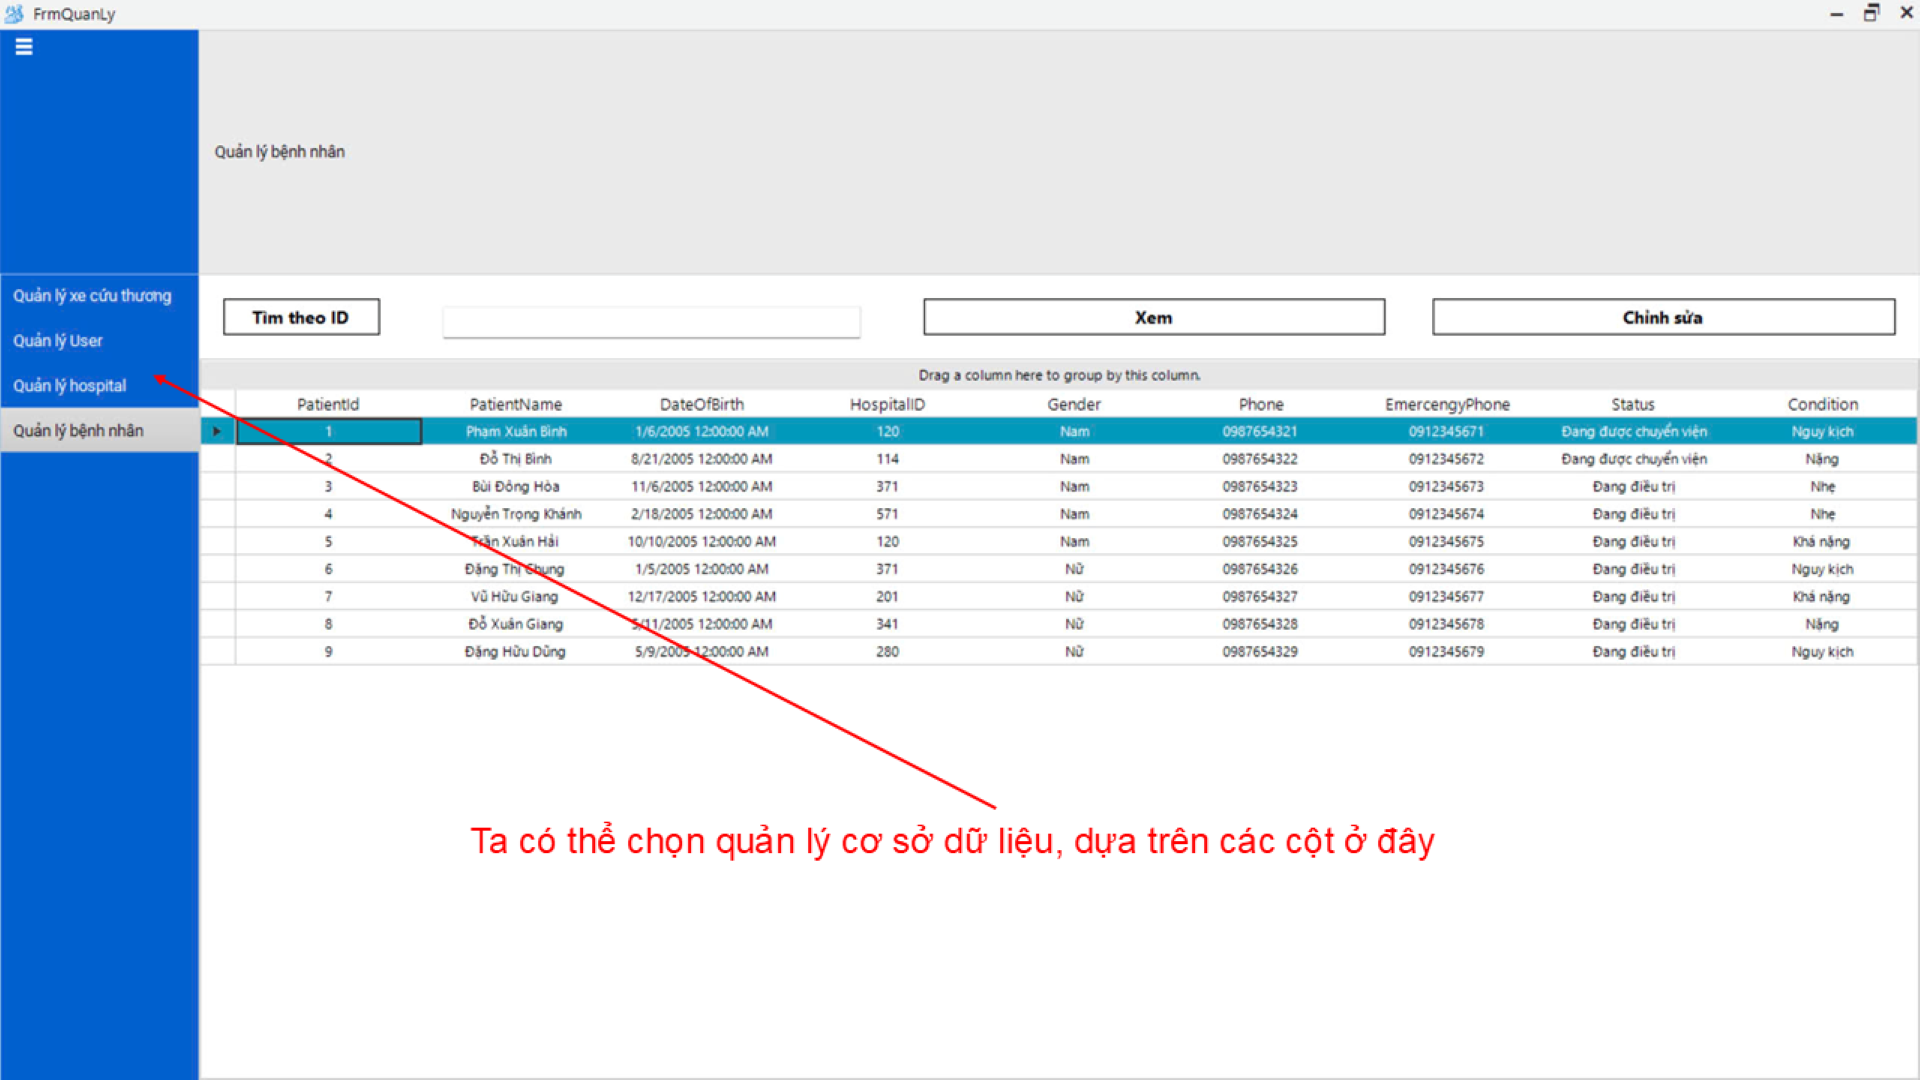 FrmQuanLy
Quản lý bệnh nhân
Quản lý xe cứu thương
Quản lý User
Quản lý hospital
Quản lý bệnh nhân
Tìm theo ID Xem Chỉnh sửa
Drag a column here to group by this column.
PatientId PatientName DateOfBirth HospitalID Gender Phone EmercengyPhone Status Condition
1 Phạm Xuân Bình 1/6/2005 12:00:00 AM 120 Nam 0987654321 0912345671 Đang được chuyển viện Nguy kịch
2 Đỗ Thị Bình 8/21/2005 12:00:00 AM 114 Nam 0987654322 0912345672 Đang được chuyển viện Nặng
3 Bùi Đông Hòa 11/6/2005 12:00:00 AM 371 Nam 0987654323 0912345673 Đang điều trị Nhẹ
4 Nguyễn Trọng Khánh 2/18/2005 12:00:00 AM 571 Nam 0987654324 0912345674 Đang điều trị Nhẹ
5 Trần Xuân Hải 10/10/2005 12:00:00 AM 120 Nam 0987654325 0912345675 Đang điều trị Khá nặng
6 Đặng Thị Chung 1/5/2005 12:00:00 AM 371 Nữ 0987654326 0912345676 Đang điều trị Nguy kịch
7 Vũ Hữu Giang 12/17/2005 12:00:00 AM 201 Nữ 0987654327 0912345677 Đang điều trị Khá nặng
8 Đỗ Xuân Giang 5/11/2005 12:00:00 AM 341 Nữ 0987654328 0912345678 Đang điều trị Nặng
9 Đặng Hữu Dũng 5/9/2005 12:00:00 AM 280 Nữ 0987654329 0912345679 Đang điều trị Nguy kịch
Ta có thể chọn quản lý cơ sở dữ liệu, dựa trên các cột ở đây